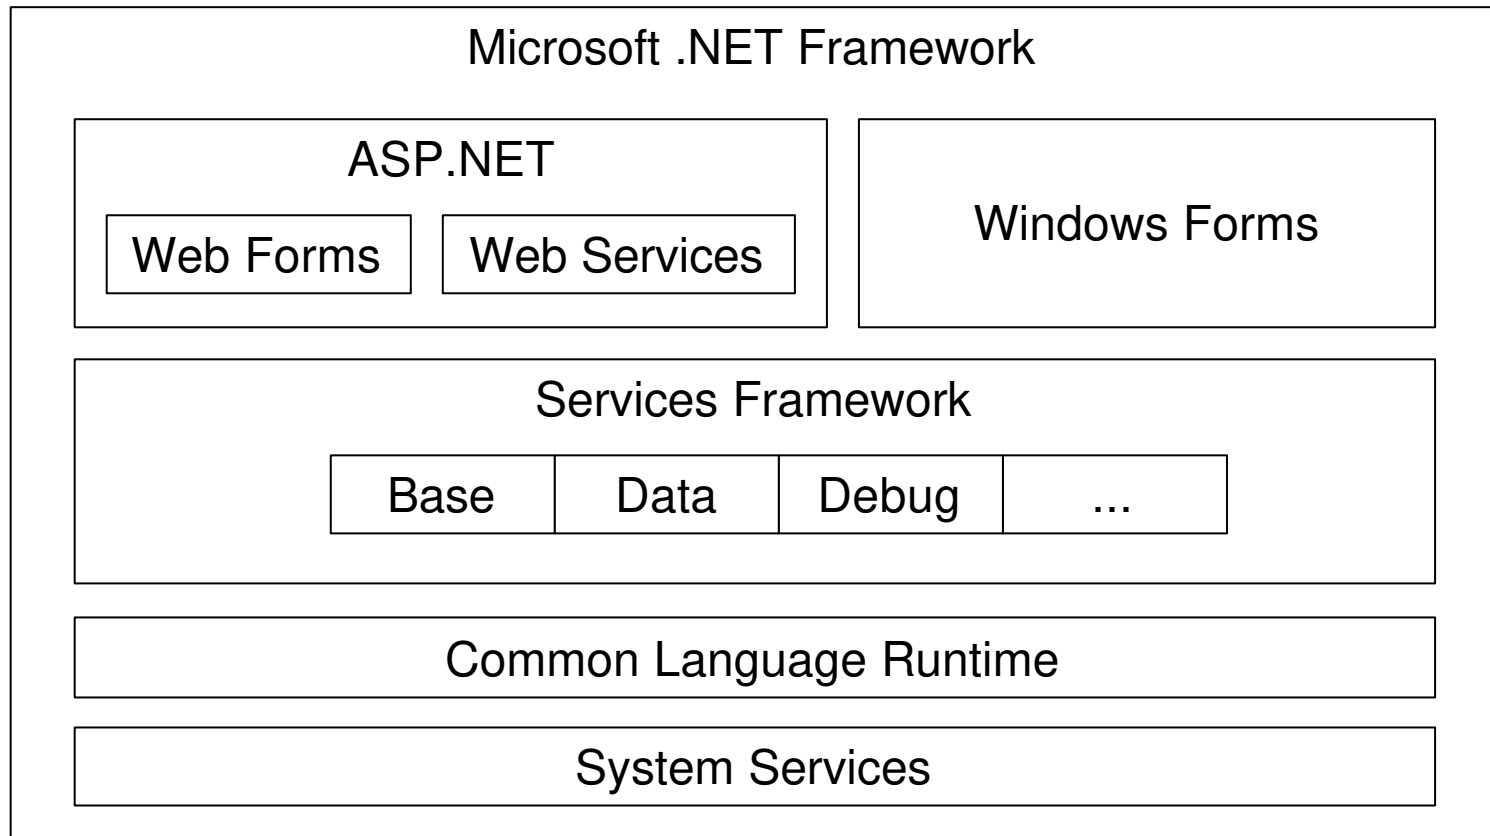 Microsoft .NET Framework
ASP.NET
Windows Forms
Web Forms
Web Services
Services Framework
Base
Data
Debug
...
Common Language Runtime
System Services